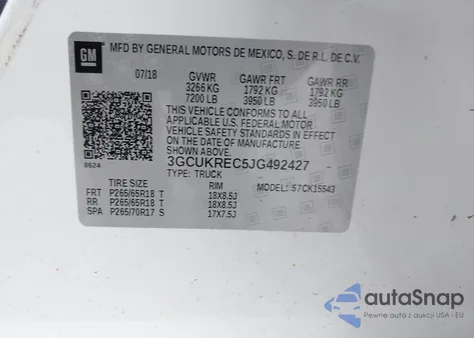 GM
MFD BY GENERAL MOTORS DE MEXICO, S. DE R.L. DE C.V.
07/18 GVWR GAWR FRT GAWR RR
3266 KG 1792 KG 1792 KG
7200 LB 3950 LB 3950 LB
THIS VEHICLE CONFORMS TO ALL
APPLICABLE U.S. FEDERAL MOTOR
VEHICLE SAFETY STANDARDS IN
EFFECT ON THE DATE OF MANUFACTURE
SHOWN ABOVE.
3GCUKREC5JG492427
8624 TYPE: TRUCK
TIRE SIZE RIM MODEL: S7CK15543
FRT P265/65R18 T 18X8.5J
RR P265/65R18 T 18X8.5J
SPA P265/70R17 S 17X7.5J
autoSnap
Pewne auta z aukcji USA i EU